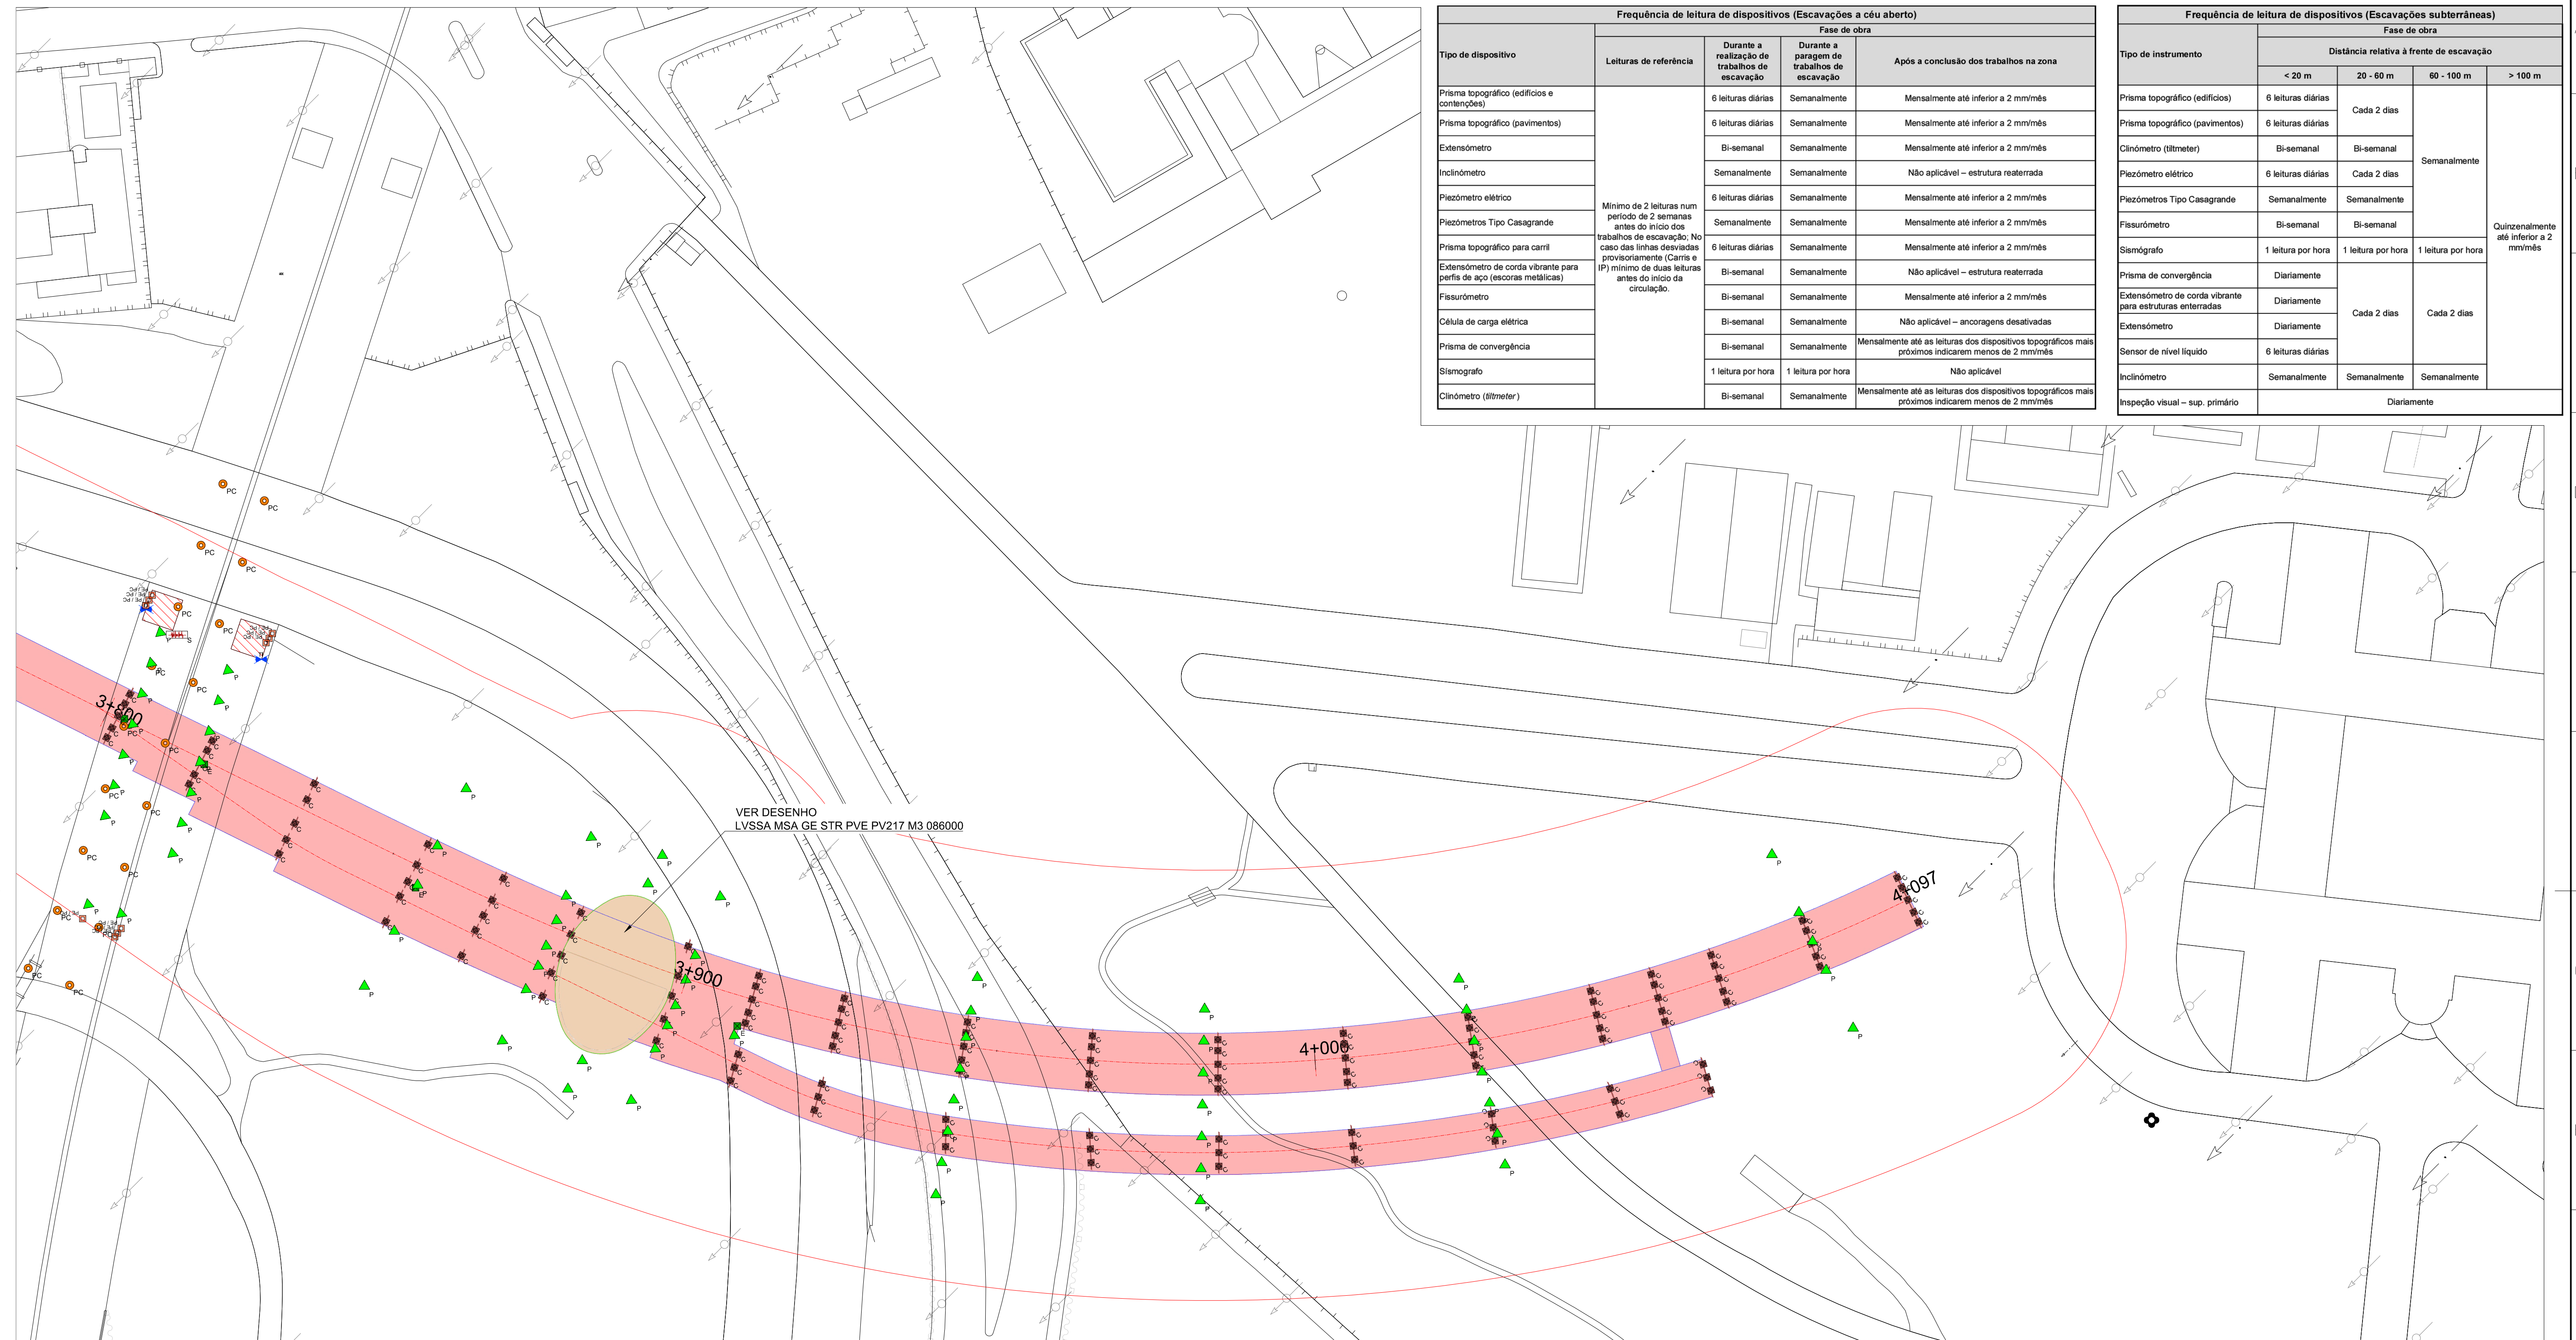 Frequência de leitura de dispositivos (Escavações a céu aberto)
Tipo de dispositivo
Fase de obra
Leituras de referência
Durante a
realização de
trabalhos de
escavação
Durante a
paragem de
trabalhos de
escavação
Após a conclusão dos trabalhos na zona
Prisma topográfico (edifícios e
contenções)
6 leituras diárias
Semanalmente
Mensalmente até inferior a 2 mm/mês
Prisma topográfico (pavimentos)
6 leituras diárias
Semanalmente
Mensalmente até inferior a 2 mm/mês
Extensómetro
Bi-semanal
Semanalmente
Mensalmente até inferior a 2 mm/mês
Inclinómetro
Semanalmente
Semanalmente
Não aplicável – estrutura reaterrada
Piezómetro elétrico
6 leituras diárias
Semanalmente
Mensalmente até inferior a 2 mm/mês
Piezómetros Tipo Casagrande
Semanalmente
Semanalmente
Mensalmente até inferior a 2 mm/mês
Prisma topográfico para carril
6 leituras diárias
Semanalmente
Mensalmente até inferior a 2 mm/mês
Extensómetro de corda vibrante para
perfis de aço (escoras metálicas)
Bi-semanal
Semanalmente
Não aplicável – estrutura reaterrada
Fissurómetro
Bi-semanal
Semanalmente
Mensalmente até inferior a 2 mm/mês
Célula de carga elétrica
Bi-semanal
Semanalmente
Não aplicável – ancoragens desativadas
Prisma de convergência
Bi-semanal
Semanalmente
Mensalmente até as leituras dos dispositivos topográficos mais
próximos indicarem menos de 2 mm/mês
Sísmografo
1 leitura por hora
1 leitura por hora
Não aplicável
Clinómetro (tiltmeter)
Bi-semanal
Semanalmente
Mensalmente até as leituras dos dispositivos topográficos mais
próximos indicarem menos de 2 mm/mês
Mínimo de 2 leituras num
período de 2 semanas
antes do início dos
trabalhos de escavação; No
caso das linhas desviadas
provisoriamente (Carris e
IP) mínimo de duas leituras
antes do início da
circulação.
Frequência de leitura de dispositivos (Escavações subterrâneas)
Tipo de instrumento
Fase de obra
Distância relativa à frente de escavação
< 20 m
20 - 60 m
60 - 100 m
> 100 m
Prisma topográfico (edifícios)
6 leituras diárias
Cada 2 dias
Prisma topográfico (pavimentos)
6 leituras diárias
Clinómetro (tiltmeter)
Bi-semanal
Bi-semanal
Semanalmente
Piezómetro elétrico
6 leituras diárias
Cada 2 dias
Piezómetros Tipo Casagrande
Semanalmente
Semanalmente
Fissurómetro
Bi-semanal
Bi-semanal
Quinzenalmente
até inferior a 2
mm/mês
Sismógrafo
1 leitura por hora
1 leitura por hora
1 leitura por hora
Prisma de convergência
Diariamente
Extensómetro de corda vibrante
para estruturas enterradas
Diariamente
Cada 2 dias
Cada 2 dias
Extensómetro
Diariamente
Sensor de nível líquido
6 leituras diárias
Inclinómetro
Semanalmente
Semanalmente
Semanalmente
Inspeção visual – sup. primário
Diariamente
3+800
VER DESENHO
LVSSA MSA GE STR PVE PV217 M3 086000
3+900
4+000
4+097